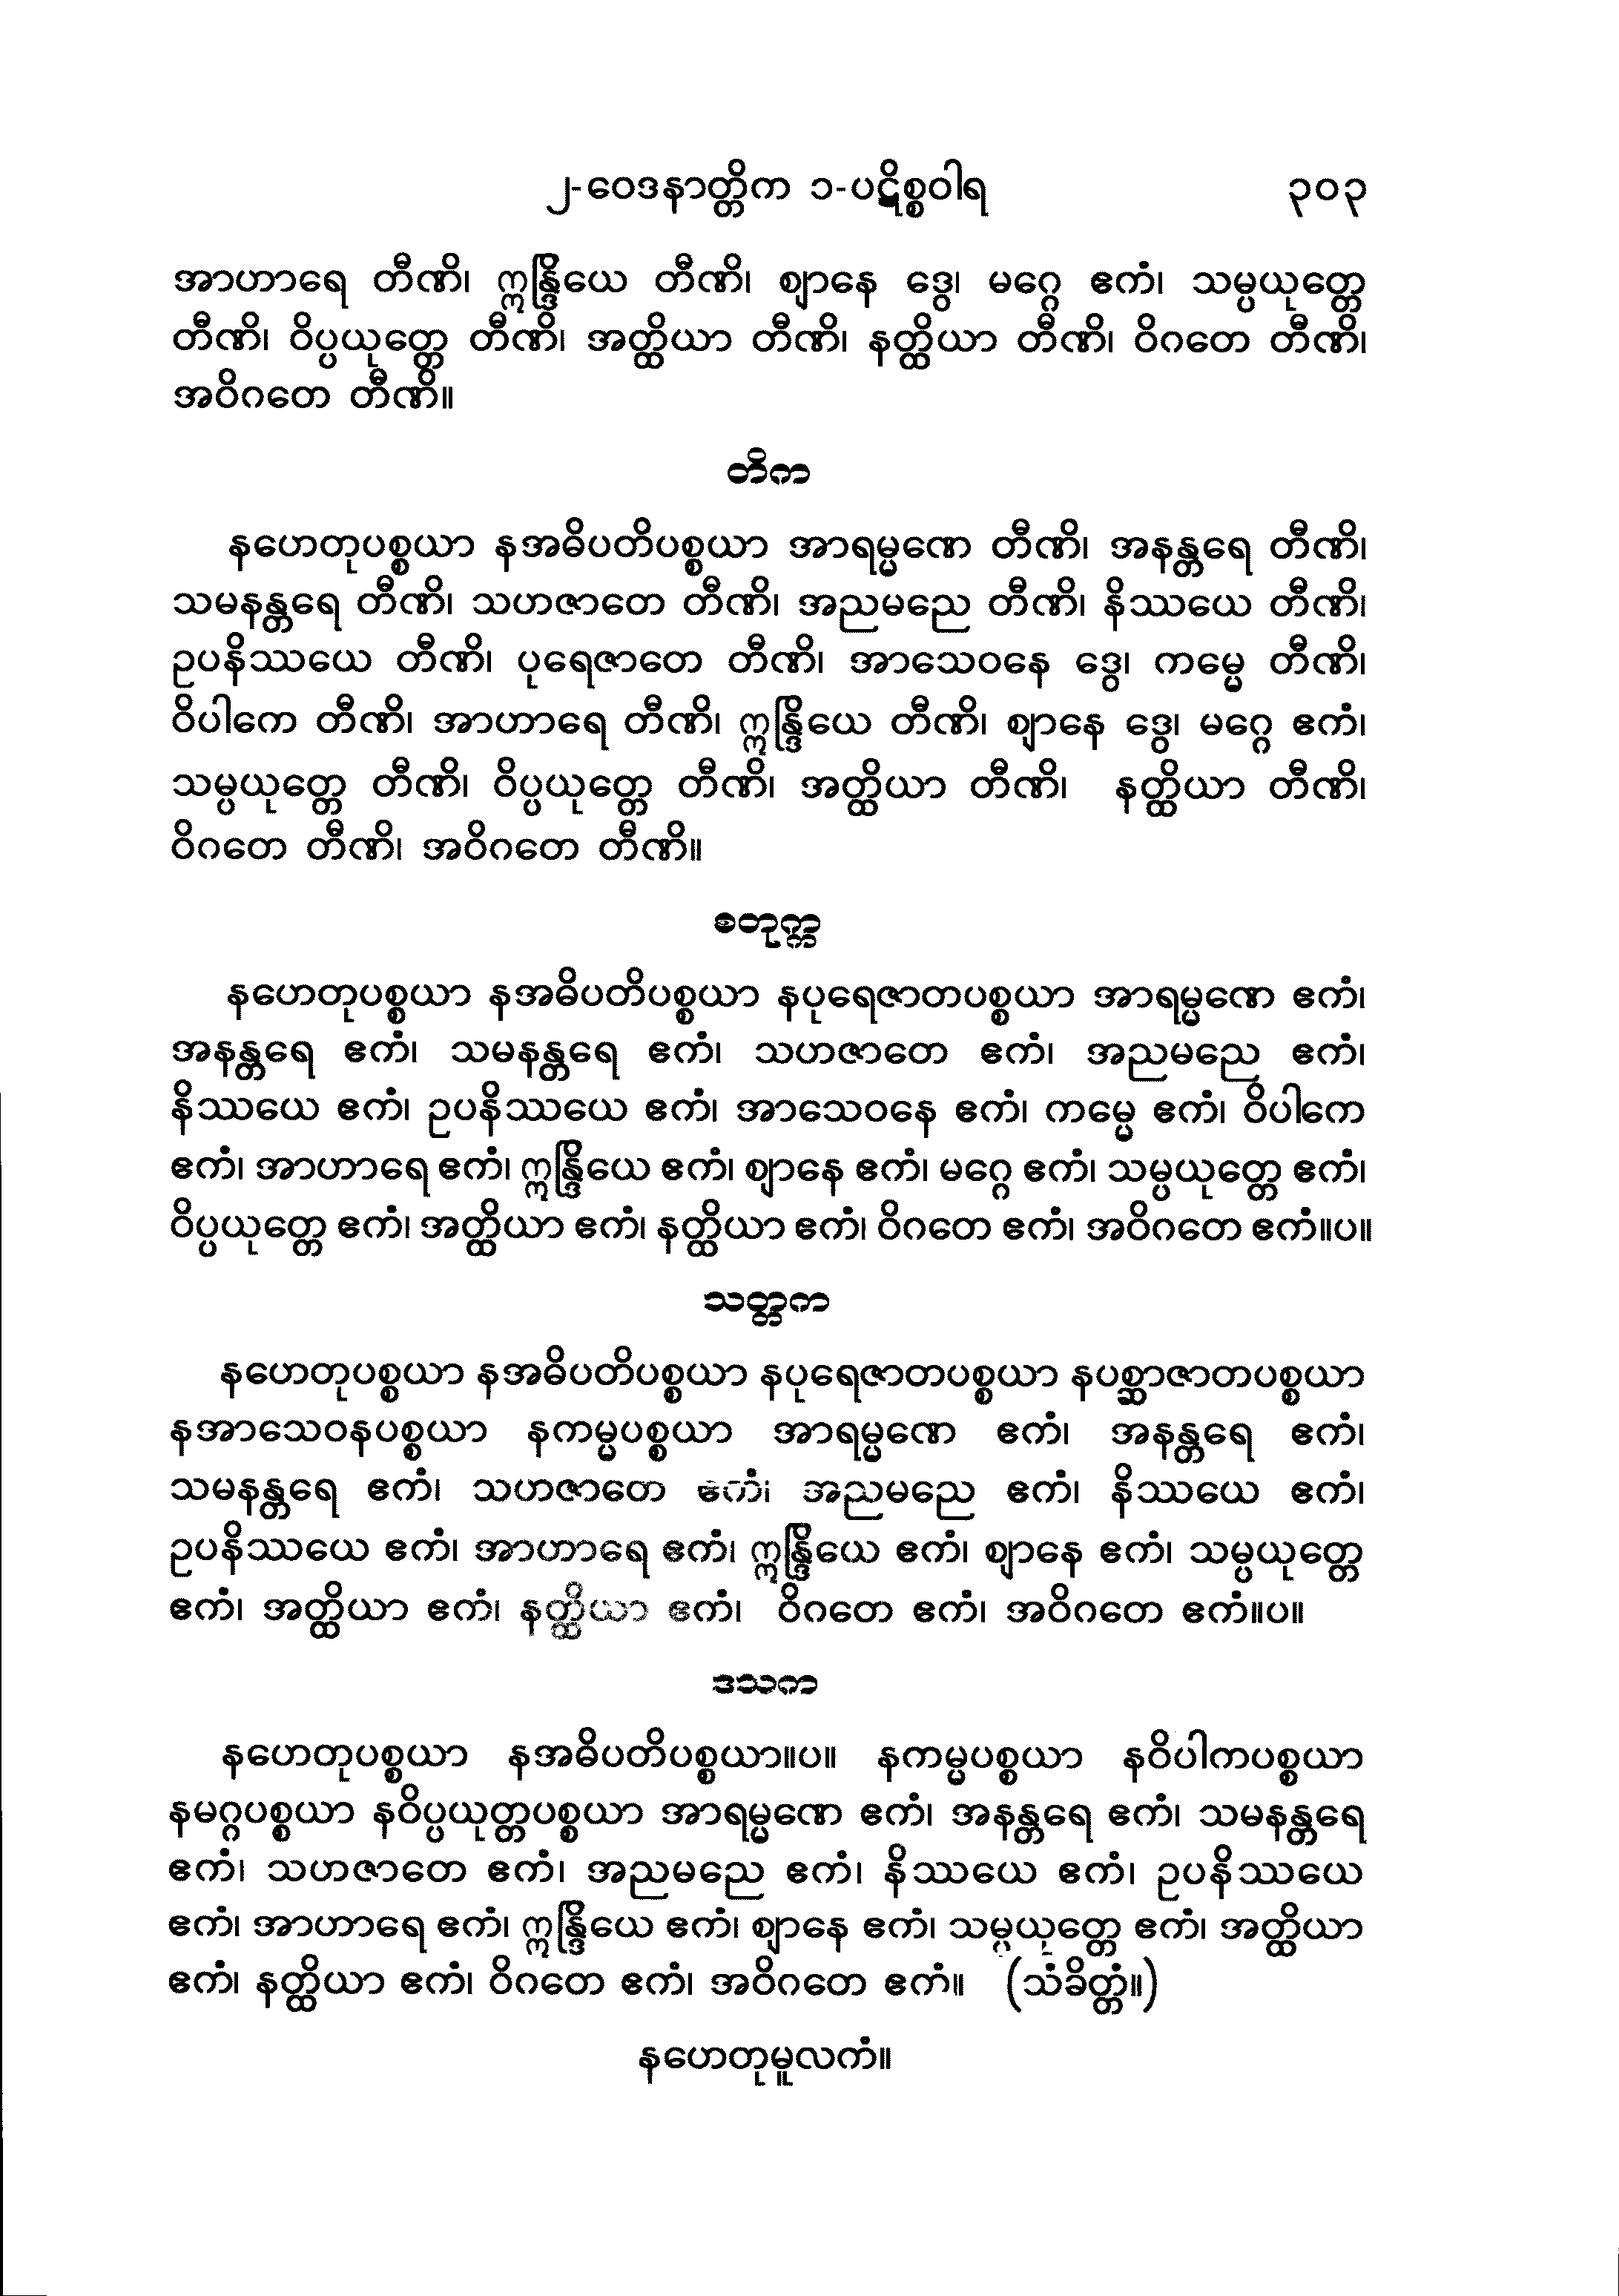 ၂-ဝေဒနာတ္တိက ၁-ပဋိစ္စဝါရ ၃၀၃
အာဟာရေ တီဏိ၊ ဣန္ဒြိယေ တီဏိ၊ ဈာနေ ဒွေ၊ မဂ္ဂေ ဧကံ၊ သမ္ပယုတ္တေ
တီဏိ၊ ဝိပ္ပယုတ္တေ တီဏိ၊ အတ္ထိယာ တီဏိ၊ နတ္ထိယာ တီဏိ၊ ဝိဂတေ တီဏိ၊
အဝိဂတေ တီဏိ။
တိက
နဟေတုပစ္စယာ နအဓိပတိပစ္စယာ အာရမ္မဏေ တီဏိ၊ အနန္တရေ တီဏိ၊
သမနန္တရေ တီဏိ၊ သဟဇာတေ တီဏိ၊ အညမညေ တီဏိ၊ နိဿယေ တီဏိ၊
ဥပနိဿယေ တီဏိ၊ ပုရေဇာတေ တီဏိ၊ အာသေဝနေ ဒွေ၊ ကမ္မေ တီဏိ၊
ဝိပါကေ တီဏိ၊ အာဟာရေ တီဏိ၊ ဣန္ဒြိယေ တီဏိ၊ ဈာနေ ဒွေ၊ မဂ္ဂေ ဧကံ၊
သမ္ပယုတ္တေ တီဏိ၊ ဝိပ္ပယုတ္တေ တီဏိ၊ အတ္ထိယာ တီဏိ၊ နတ္ထိယာ တီဏိ၊
ဝိဂတေ တီဏိ၊ အဝိဂတေ တီဏိ။
စတုက္က
နဟေတုပစ္စယာ နအဓိပတိပစ္စယာ နပုရေဇာတပစ္စယာ အာရမ္မဏေ ဧကံ၊
အနန္တရေ ဧကံ၊ သမနန္တရေ ဧကံ၊ သဟဇာတေ ဧကံ၊ အညမညေ ဧကံ၊
နိဿယေ ဧကံ၊ ဥပနိဿယေ ဧကံ၊ အာသေဝနေ ဧကံ၊ ကမ္မေ ဧကံ၊ ဝိပါကေ
ဧကံ၊ အာဟာရေ ဧကံ၊ ဣန္ဒြိယေ ဧကံ၊ ဈာနေ ဧကံ၊ မဂ္ဂေ ဧကံ၊ သမ္ပယုတ္တေ ဧကံ၊
ဝိပ္ပယုတ္တေ ဧကံ၊ အတ္ထိယာ ဧကံ၊ နတ္ထိယာ ဧကံ၊ ဝိဂတေ ဧကံ၊ အဝိဂတေ ဧကံ။ပ။
သတ္တက
နဟေတုပစ္စယာ နအဓိပတိပစ္စယာ နပုရေဇာတပစ္စယာ နပစ္ဆာဇာတပစ္စယာ
နအာသေဝနပစ္စယာ နကမ္မပစ္စယာ အာရမ္မဏေ ဧကံ၊ အနန္တရေ ဧကံ၊
သမနန္တရေ ဧကံ၊ သဟဇာတေ ဧကံ၊ အညမညေ ဧကံ၊ နိဿယေ ဧကံ၊
ဥပနိဿယေ ဧကံ၊ အာဟာရေ ဧကံ၊ ဣန္ဒြိယေ ဧကံ၊ ဈာနေ ဧကံ၊ သမ္ပယုတ္တေ
ဧကံ၊ အတ္ထိယာ ဧကံ၊ နတ္ထိယာ ဧကံ၊ ဝိဂတေ ဧကံ၊ အဝိဂတေ ဧကံ။ပ။
ဒသက
နဟေတုပစ္စယာ နအဓိပတိပစ္စယာ။ပ။ နကမ္မပစ္စယာ နဝိပါကပစ္စယာ
နမဂ္ဂပစ္စယာ နဝိပ္ပယုတ္တပစ္စယာ အာရမ္မဏေ ဧကံ၊ အနန္တရေ ဧကံ၊ သမနန္တရေ
ဧကံ၊ သဟဇာတေ ဧကံ၊ အညမညေ ဧကံ၊ နိဿယေ ဧကံ၊ ဥပနိဿယေ
ဧကံ၊ အာဟာရေ ဧကံ၊ ဣန္ဒြိယေ ဧကံ၊ ဈာနေ ဧကံ၊ သမ္ပယုတ္တေ ဧကံ၊ အတ္ထိယာ
ဧကံ၊ နတ္ထိယာ ဧကံ၊ ဝိဂတေ ဧကံ၊ အဝိဂတေ ဧကံ။ (သံခိတ္တံ။)
နဟေတုမူလကံ။